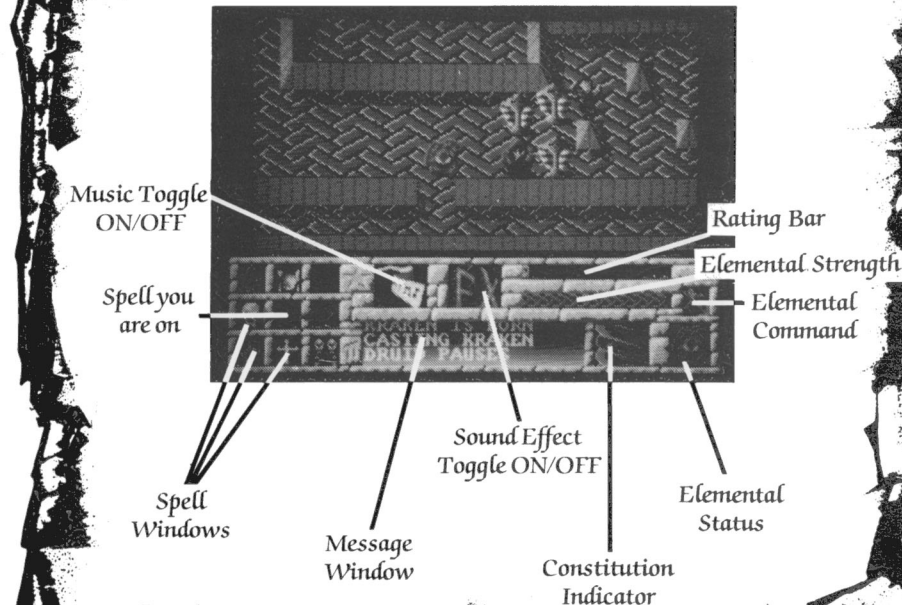 Music Toggle
ON/OFF
Rating Bar
Elemental Strength
Spell you
are on
Elemental
Command
FX
KRAKEN IS BORN
CASTING KRAKEN
DRUID PAUSES
Sound Effect
Toggle ON/OFF
Spell
Windows
Message
Window
Elemental
Status
Constitution
Indicator